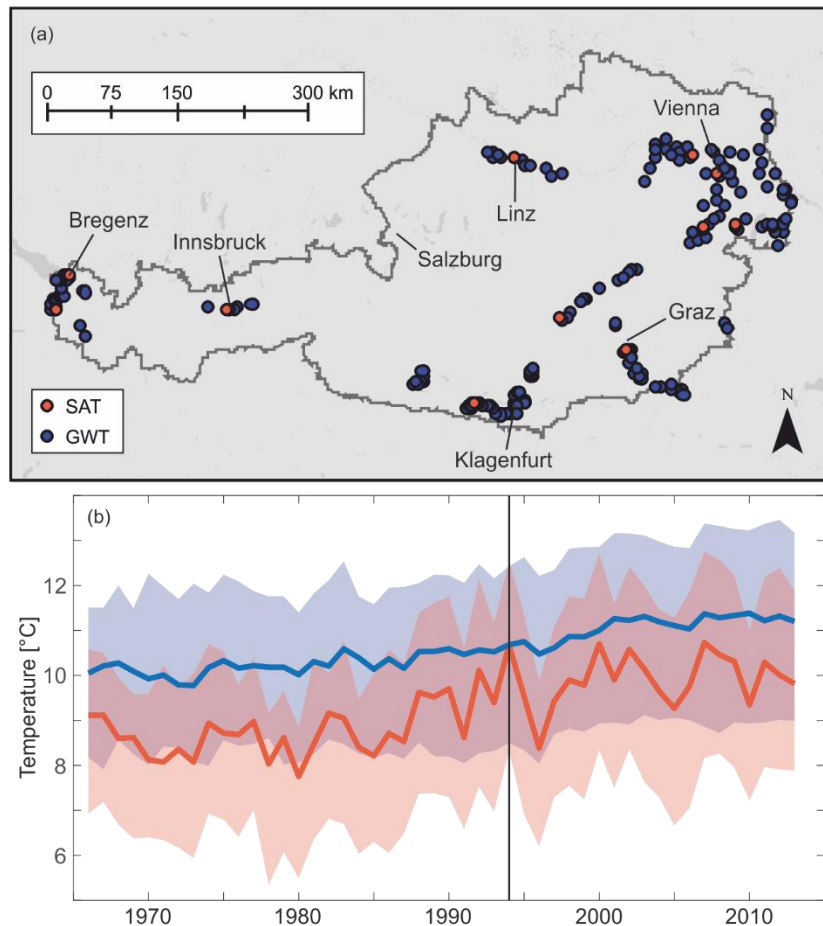 (a)
0 75 150 300 km
Vienna
Linz
Bregenz
Innsbruck
Salzburg
Graz
SAT
GWT
N
Klagenfurt
(b)
12
10
8
6
Temperature [°C]
1970 1980 1990 2000 2010